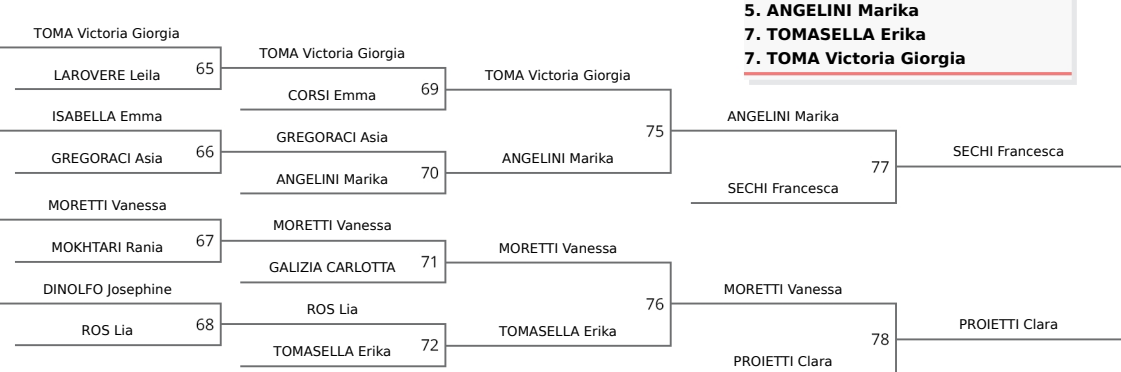 5. ANGELINI Marika
7. TOMASELLA Erika
7. TOMA Victoria Giorgia
TOMA Victoria Giorgia
LAROVERE Leila
65
ISABELLA Emma
GREGORACI Asia
66
MORETTI Vanessa
MOKHTARI Rania
67
DINOLFO Josephine
ROS Lia
68
TOMA Victoria Giorgia
CORSI Emma
69
GREGORACI Asia
ANGELINI Marika
70
MORETTI Vanessa
GALIZIA CARLOTTA
71
ROS Lia
TOMASELLA Erika
72
TOMA Victoria Giorgia
75
ANGELINI Marika
MORETTI Vanessa
76
TOMASELLA Erika
ANGELINI Marika
77
SECHI Francesca
MORETTI Vanessa
78
PROIETTI Clara
SECHI Francesca
PROIETTI Clara